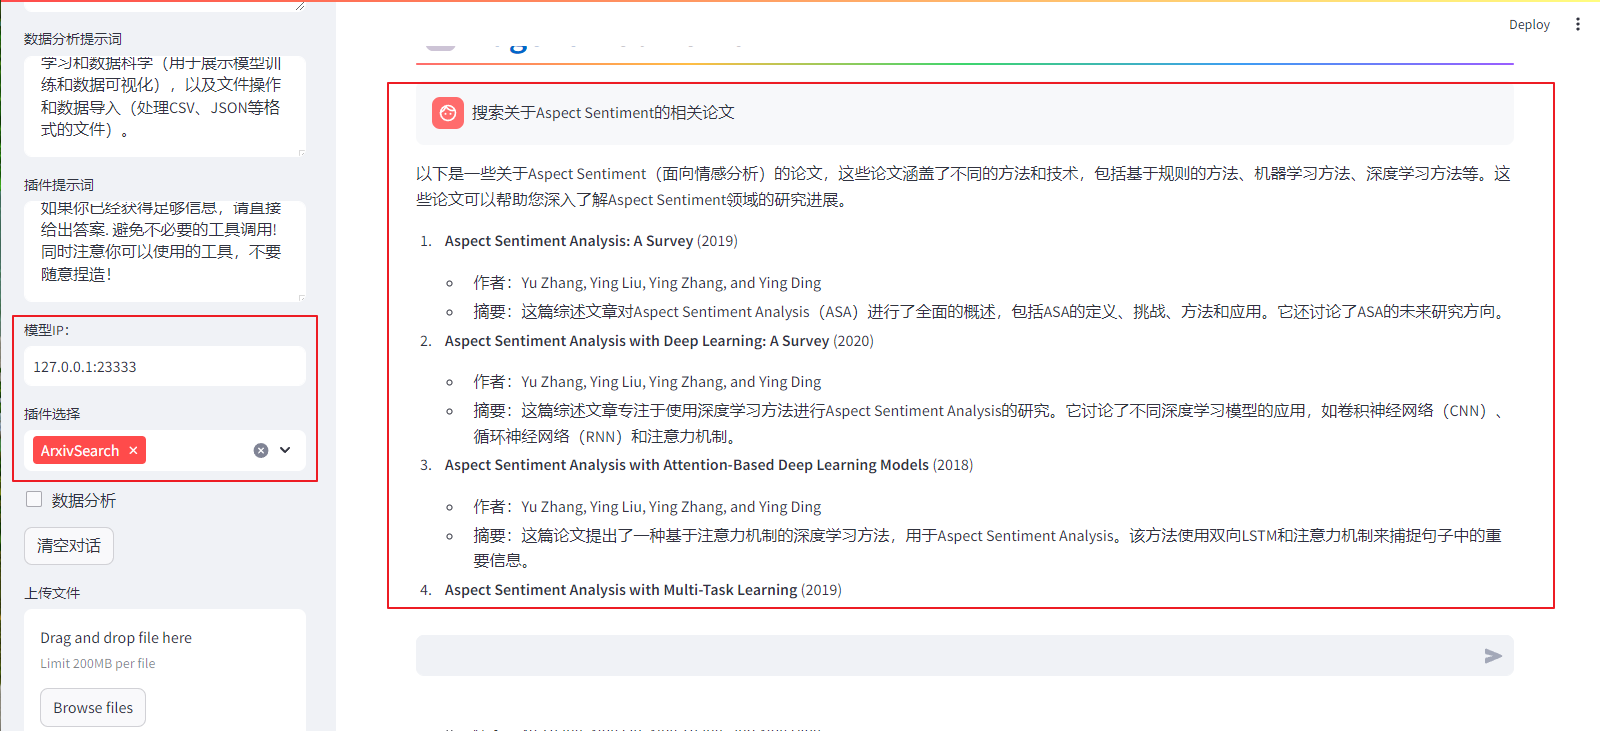 Deploy
数据分析提示词
学习和数据科学（用于展示模型训
练和数据可视化），以及文件操作
和数据导入（处理CSV、JSON等格
式的文件）。
插件提示词
如果你已经获得足够信息，请直接
给出答案. 避免不必要的工具调用!
同时注意你可以使用的工具，不要
随意捏造！
模型IP：
127.0.0.1:23333
插件选择
ArxivSearch
数据分析
清空对话
上传文件
Drag and drop file here
Limit 200MB per file
Browse files
搜索关于Aspect Sentiment的相关论文
以下是一些关于Aspect Sentiment（面向情感分析）的论文，这些论文涵盖了不同的方法和技术，包括基于规则的方法、机器学习方法、深度学习方法等。这
些论文可以帮助您深入了解Aspect Sentiment领域的研究进展。
1. Aspect Sentiment Analysis: A Survey (2019)
作者：Yu Zhang, Ying Liu, Ying Zhang, and Ying Ding
摘要：这篇综述文章对Aspect Sentiment Analysis（ASA）进行了全面的概述，包括ASA的定义、挑战、方法和应用。它还讨论了ASA的未来研究方向。
2. Aspect Sentiment Analysis with Deep Learning: A Survey (2020)
作者：Yu Zhang, Ying Liu, Ying Zhang, and Ying Ding
摘要：这篇综述文章专注于使用深度学习方法进行Aspect Sentiment Analysis的研究。它讨论了不同深度学习模型的应用，如卷积神经网络（CNN）、
循环神经网络（RNN）和注意力机制。
3. Aspect Sentiment Analysis with Attention-Based Deep Learning Models (2018)
作者：Yu Zhang, Ying Liu, Ying Zhang, and Ying Ding
摘要：这篇论文提出了一种基于注意力机制的深度学习方法，用于Aspect Sentiment Analysis。该方法使用双向LSTM和注意力机制来捕捉句子中的重
要信息。
4. Aspect Sentiment Analysis with Multi-Task Learning (2019)